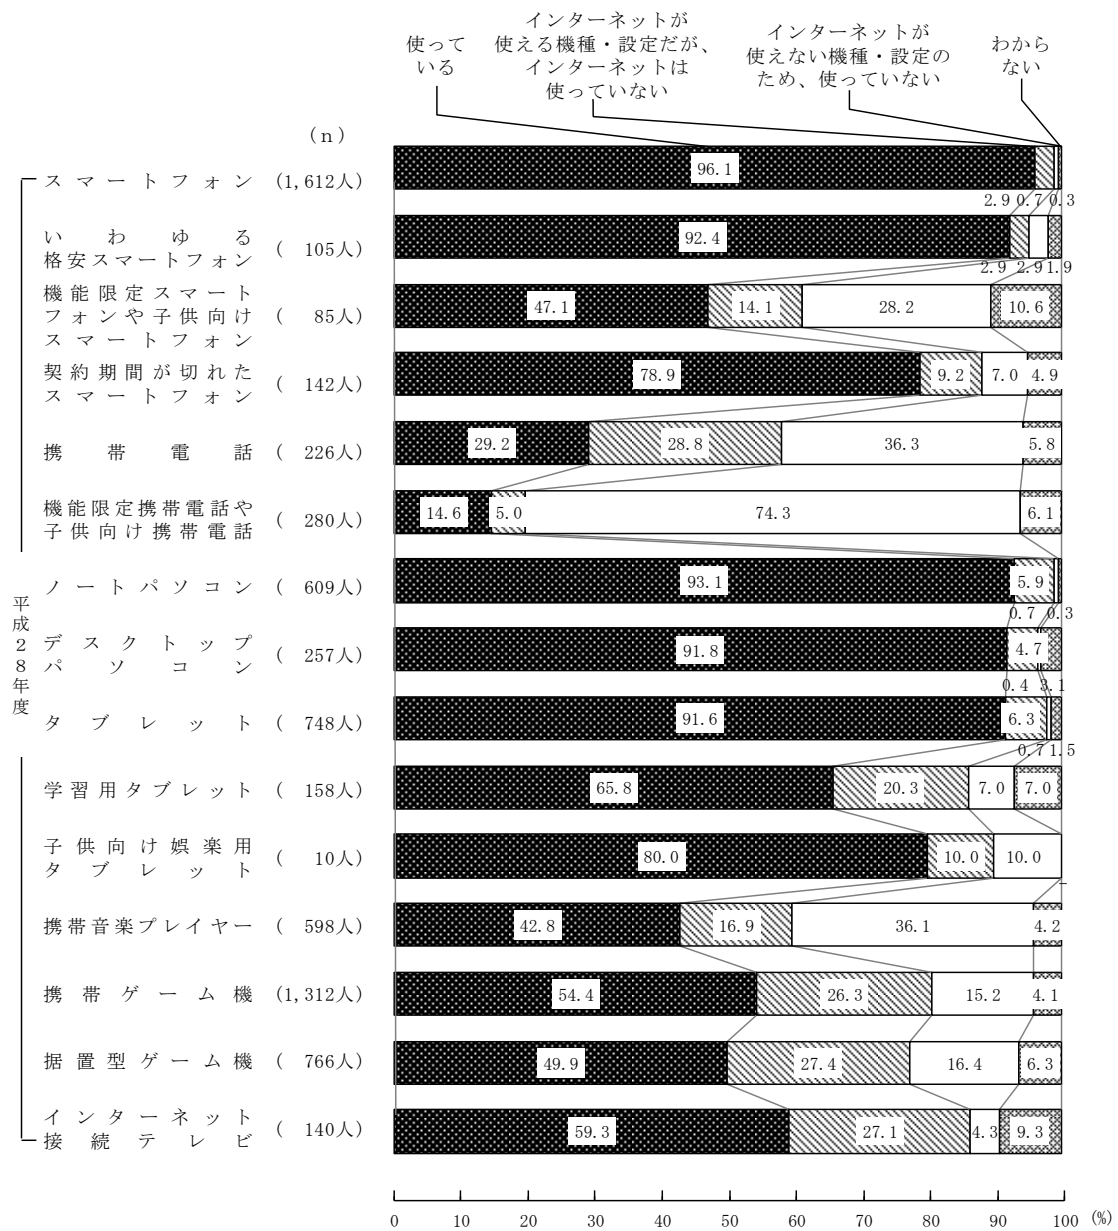 使って
いる
インターネットが
使える機種・設定だが、
インターネットは
使っていない
インターネットが
使えない機種・設定の
ため、使っていない
わから
ない
(n)
スマートフォン (1,612人) 96.1
2.9 0.7 0.3
いわゆる
格安スマートフォン ( 105人) 92.4
2.9 2.9 1.9
機能限定スマート
フォンや子供向け
スマートフォン ( 85人) 47.1 14.1 28.2 10.6
契約期間が切れた
スマートフォン ( 142人) 78.9 9.2 7.0 4.9
携帯電話 ( 226人) 29.2 28.8 36.3 5.8
機能限定携帯電話や
子供向け携帯電話 ( 280人) 14.6 5.0 74.3 6.1
平成28年度
ノートパソコン ( 609人) 93.1 5.9
0.7 0.3
デスクトップ
パソコン ( 257人) 91.8 4.7
0.4 3.1
タブレット ( 748人) 91.6 6.3
0.7 1.5
学習用タブレット ( 158人) 65.8 20.3 7.0 7.0
子供向け娯楽用
タブレット ( 10人) 80.0 10.0 10.0
-
携帯音楽プレイヤー ( 598人) 42.8 16.9 36.1 4.2
携帯ゲーム機 (1,312人) 54.4 26.3 15.2 4.1
据置型ゲーム機 ( 766人) 49.9 27.4 16.4 6.3
インターネット
接続テレビ ( 140人) 59.3 27.1 4.3 9.3
0 10 20 30 40 50 60 70 80 90 100 (%)